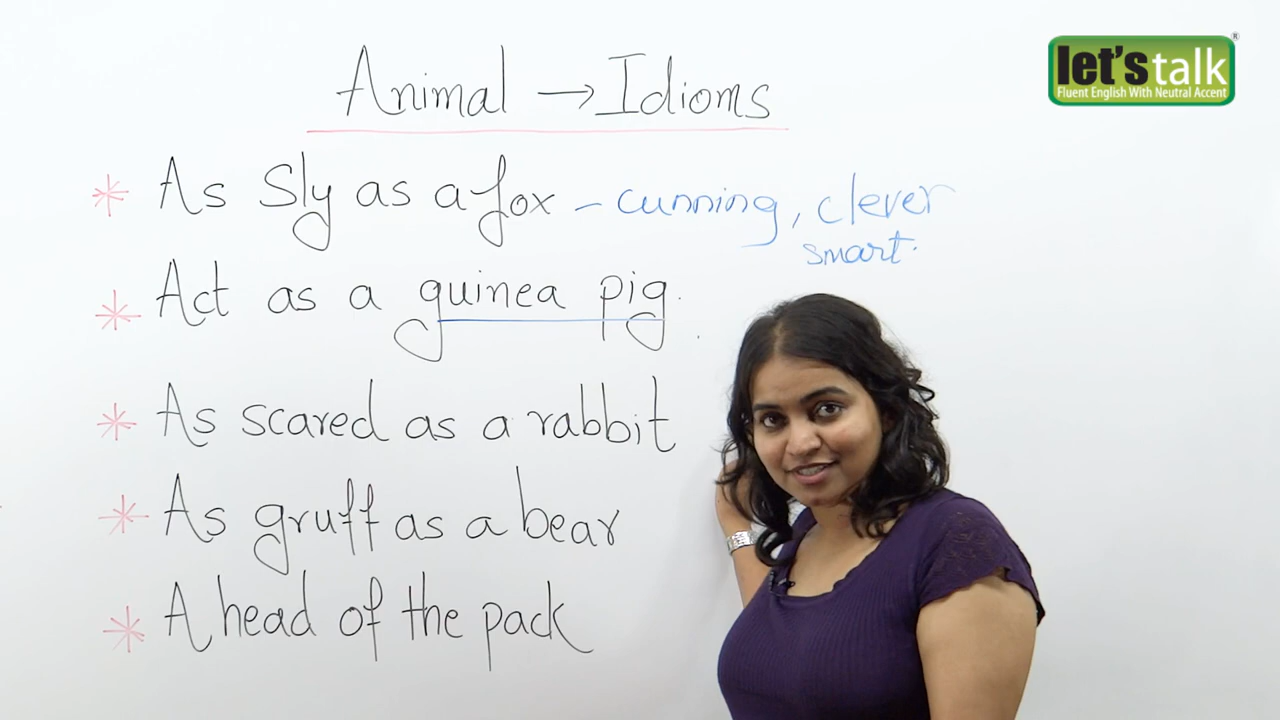 Animal → Idioms
let's talk ®
Fluent English With Neutral Accent
* As Sly as a fox - cunning, clever
smart.
* Act as a guinea pig.
* As scared as a rabbit
* As gruff as a bear
* Ahead of the pack